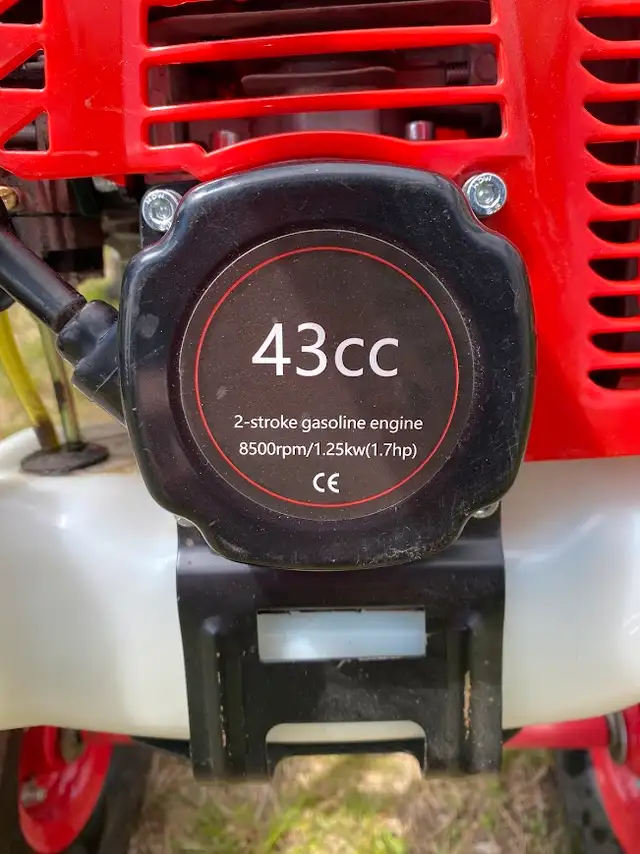 43cc
2-stroke gasoline engine
8500rpm/1.25kw(1.7hp)
CE